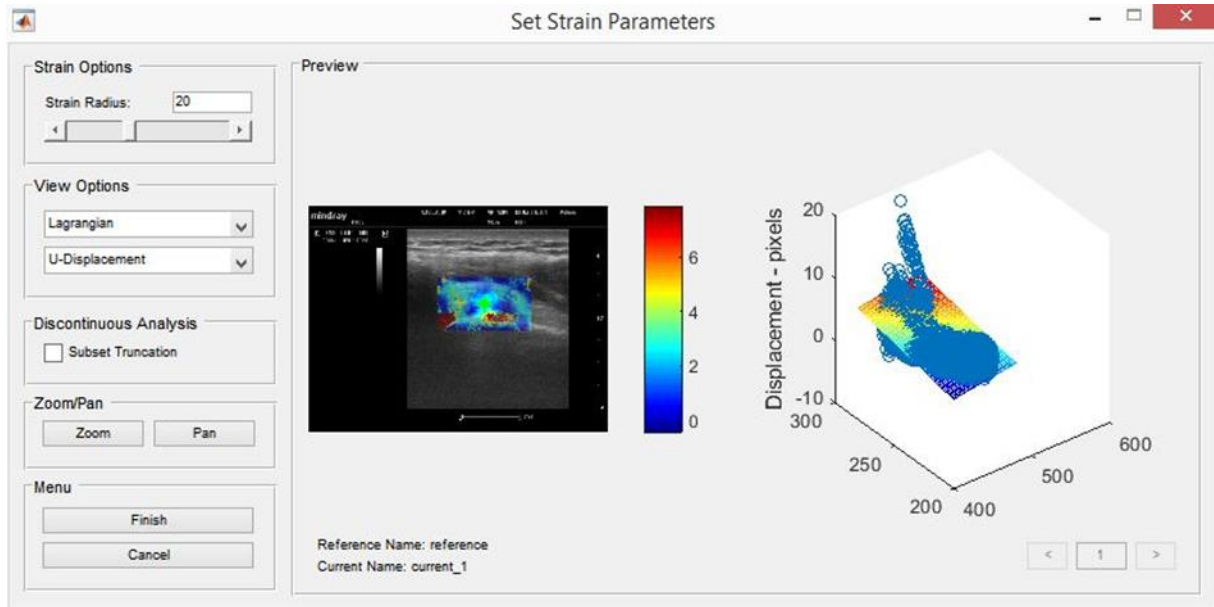 Set Strain Parameters
Strain Options
Strain Radius: 20
View Options
Lagrangian
U-Displacement
Discontinuous Analysis
Subset Truncation
Zoom/Pan
Zoom Pan
Menu
Finish
Cancel
Preview
mindray
6
4
2
0
Displacement - pixels
20
10
0
-10
300
250
200
400
500
600
Reference Name: reference
Current Name: current_1
< 1 >